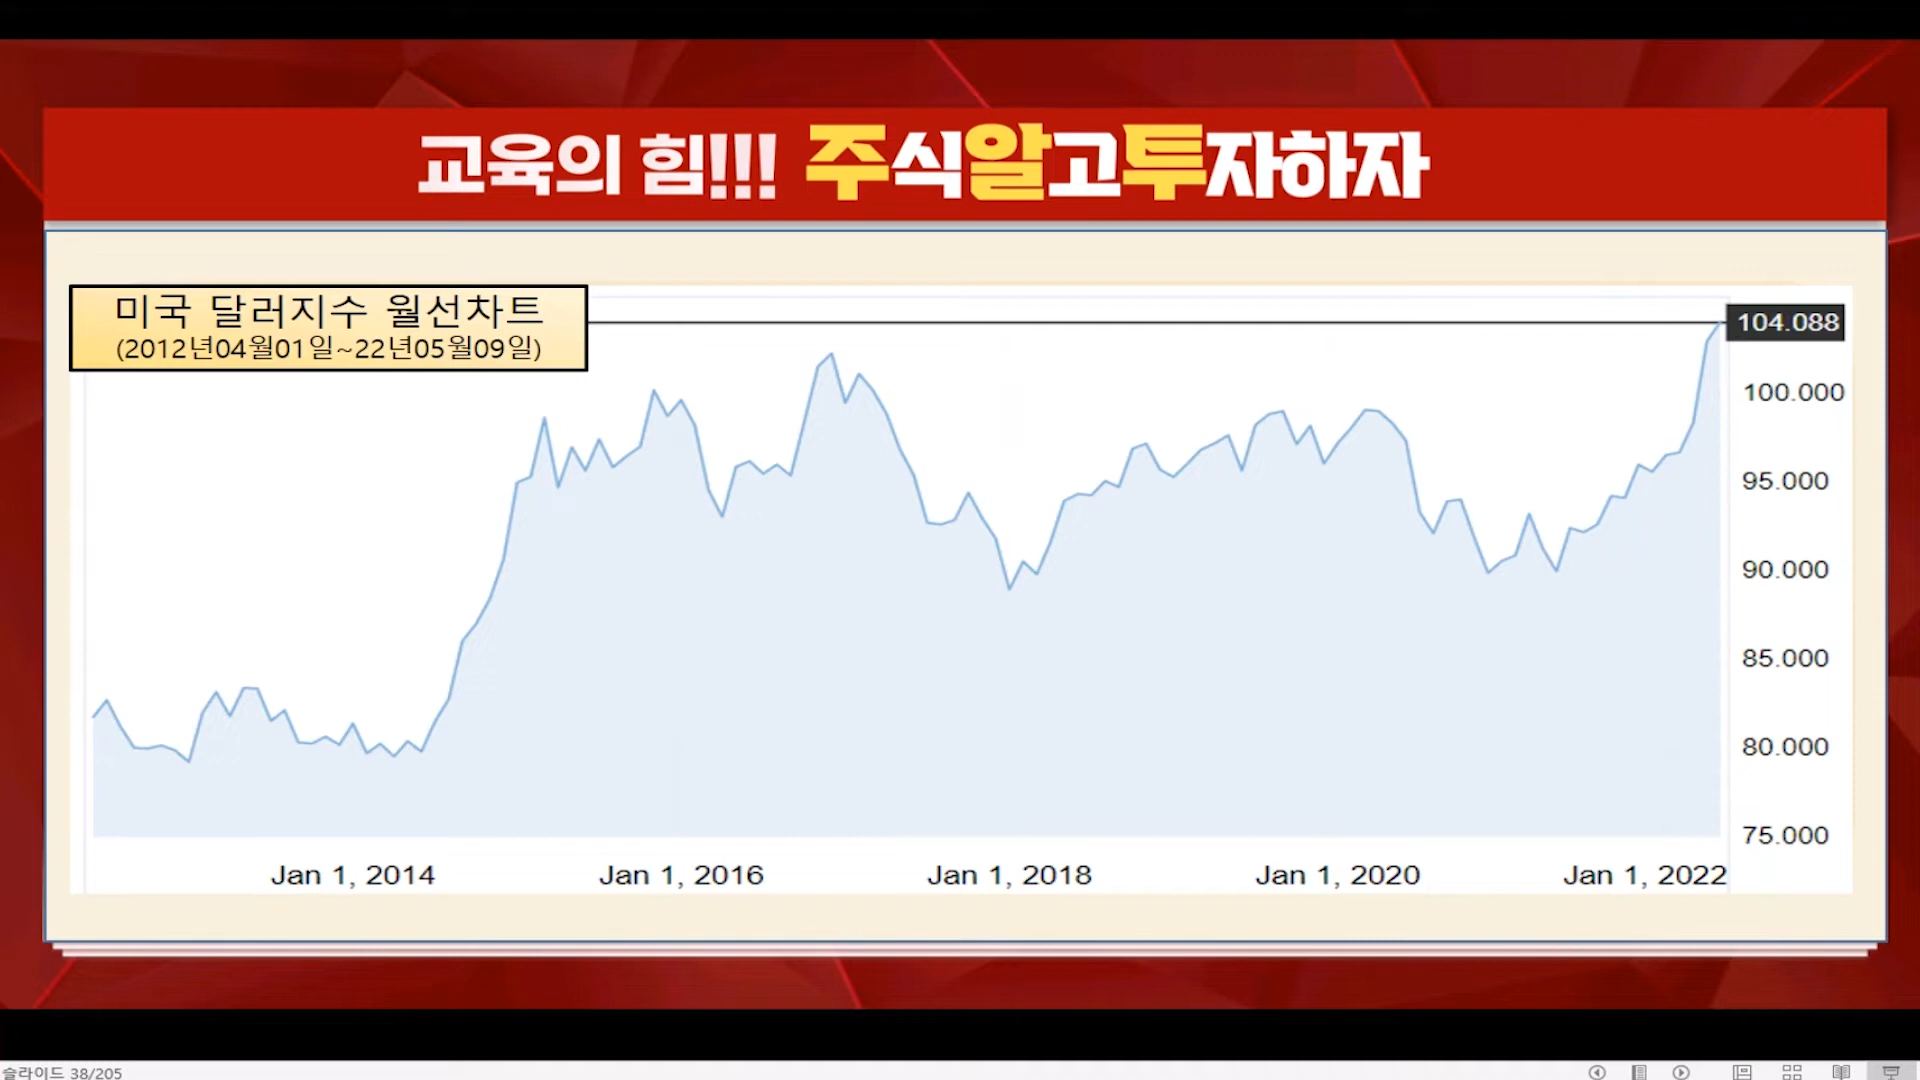 교육의 힘!!! 주식알고투자하자
미국 달러지수 월선차트
(2012년04월01일~22년05월09일)
104.088
100.000
95.000
90.000
85.000
80.000
75.000
Jan 1, 2014
Jan 1, 2016
Jan 1, 2018
Jan 1, 2020
Jan 1, 2022
슬라이드 38/205